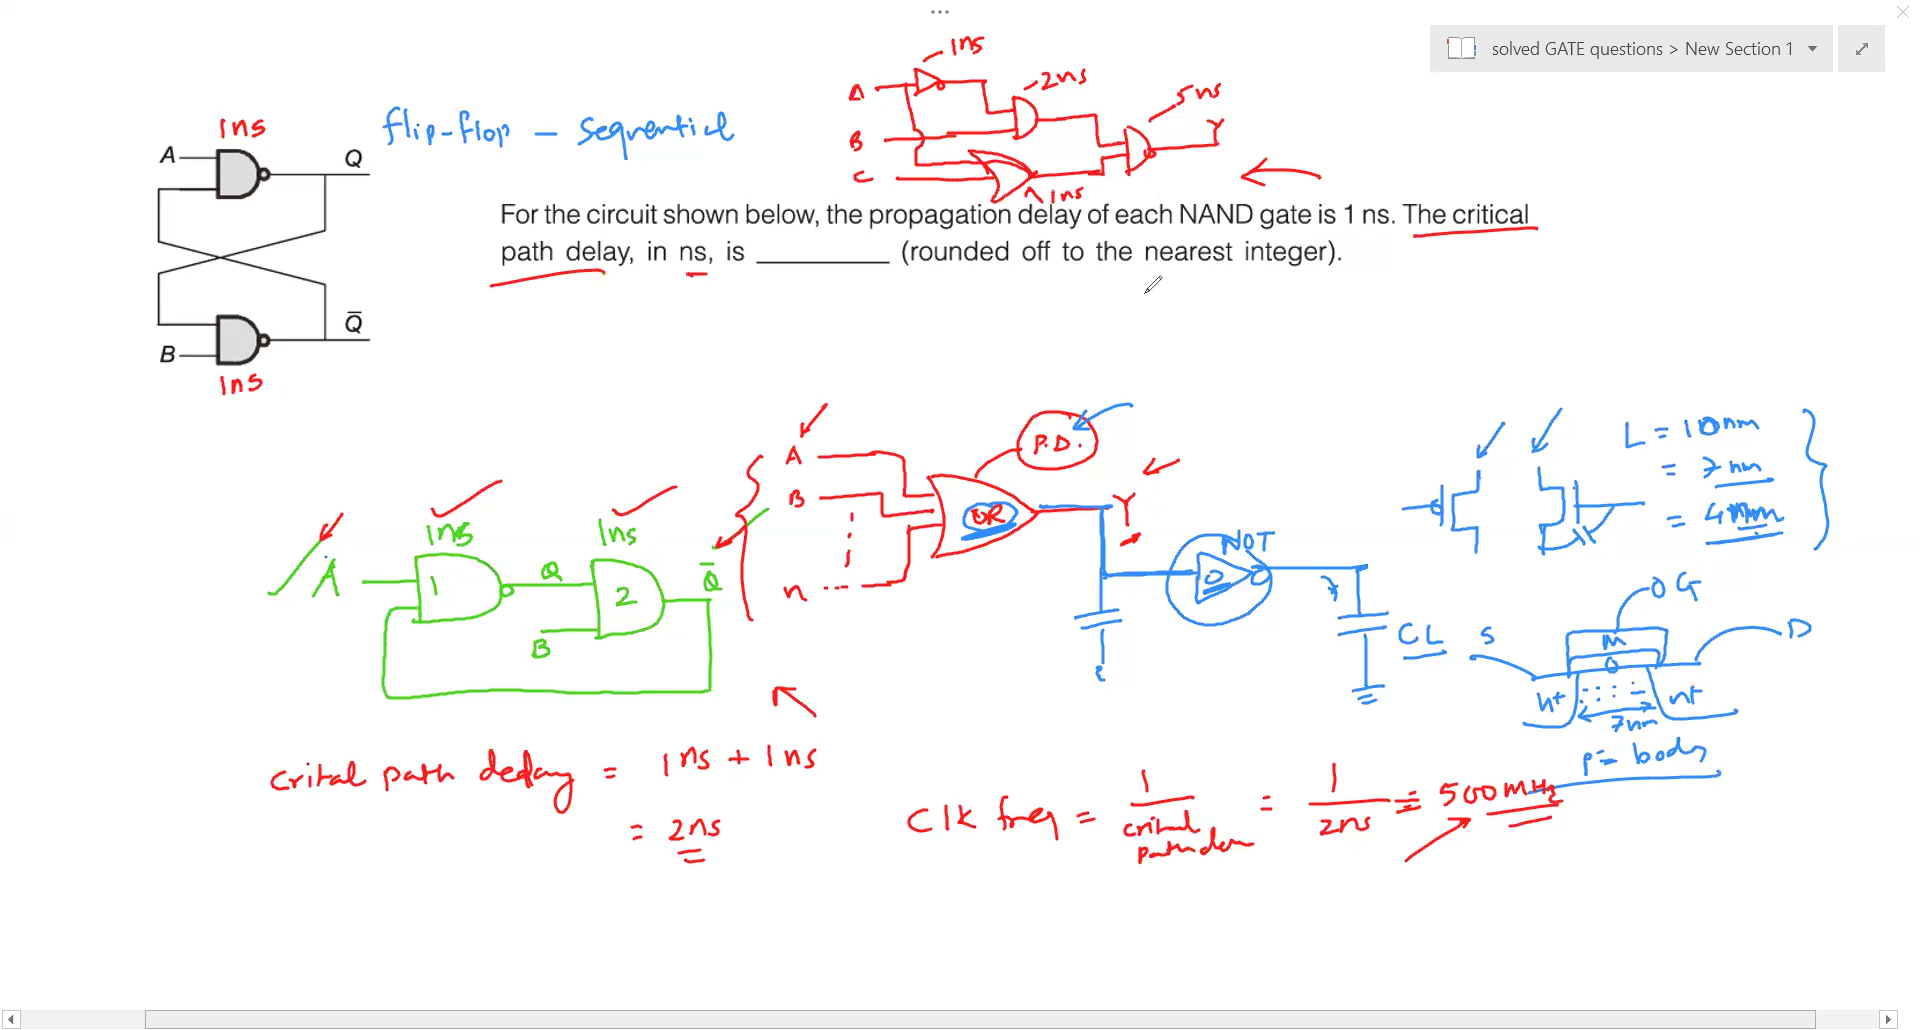 solved GATE questions > New Section 1
1ns
2ns
5ns
A
B
C
Y
1ns
flip-flop - sequential
1ns
A
Q
B
Q̅
1ns
For the circuit shown below, the propagation delay of each NAND gate is 1 ns. The critical
path delay, in ns, is __________ (rounded off to the nearest integer).
A
1ns
1ns
1
Q
2
Q̅
B
A
B
n
P.D.
OR
Y
NOT
CL
L = 10nm
= 7nm
= 4nm
G
S
M
O
D
n+
n+
7nm
p= body
crital path delay = 1ns + 1ns
= 2ns
Clk freq = 1 / crital path = 1 / 2ns = 500MHz